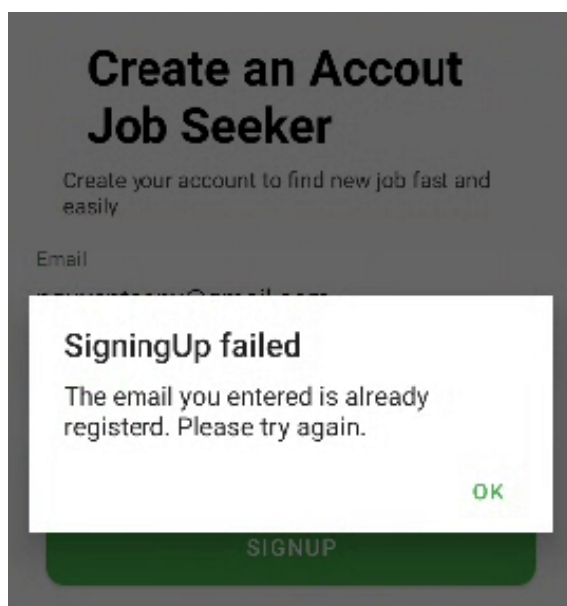 Create an Accout
Job Seeker
Create your account to find new job fast and
easily
Email
SigningUp failed
The email you entered is already
registerd. Please try again.
OK
SIGNUP